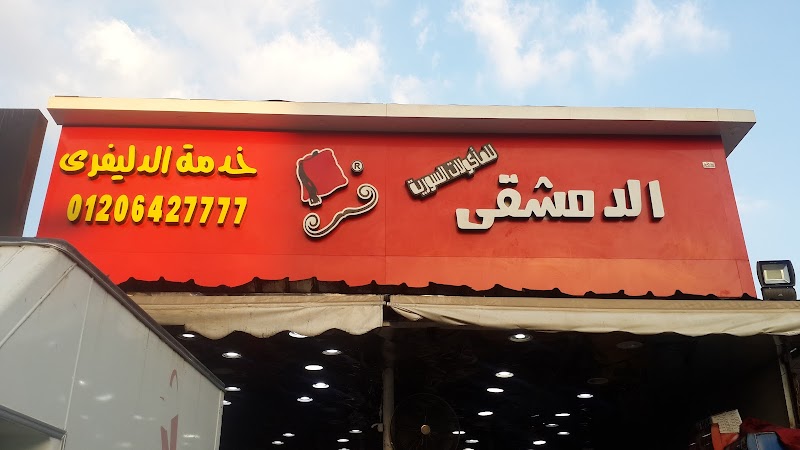 الدمشقى
للمأكولات السورية
®
خدمة الدليفرى
01206427777